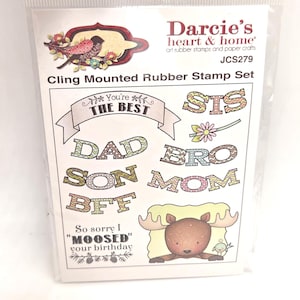 Darcie's
heart & home
art rubber stamps and paper crafts
JCS279
Cling Mounted Rubber Stamp Set
You're
THE BEST
SIS
DAD
BRO
SON
MOM
BFF
So sorry I
"MOOSED"
your birthday